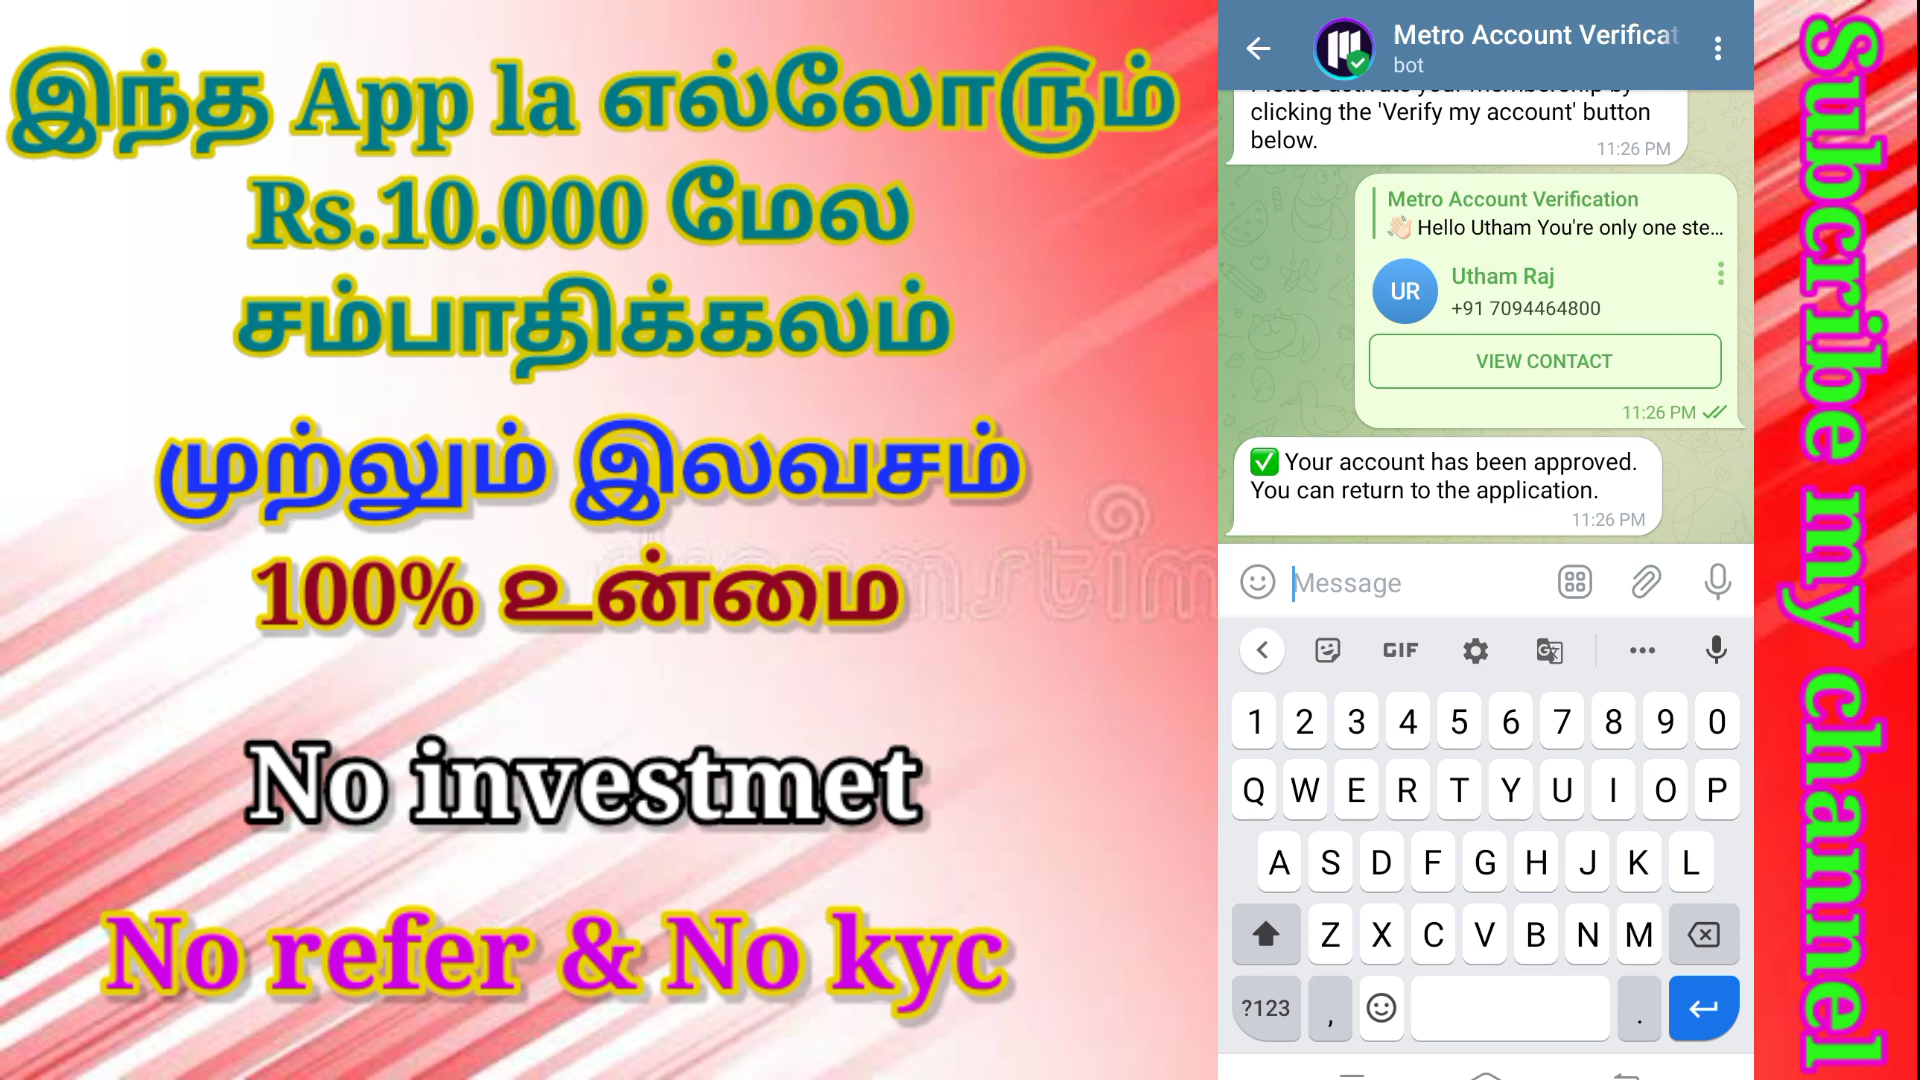 இந்த App la எல்லோரும்
Rs.10.000 மேல
சம்பாதிக்கலம்
முற்லும் இலவசம்
100% உன்மை
No investmet
No refer & No kyc
Metro Account Verificat
bot
clicking the 'Verify my account' button
below.
11:26 PM
Metro Account Verification
👋🏻 Hello Utham You're only one ste...
UR
Utham Raj
+91 7094464800
VIEW CONTACT
11:26 PM
✅ Your account has been approved.
You can return to the application.
11:26 PM
Message
GIF
1 2 3 4 5 6 7 8 9 0
Q W E R T Y U I O P
A S D F G H J K L
Z X C V B N M
?123 , .
Subcribe my channel